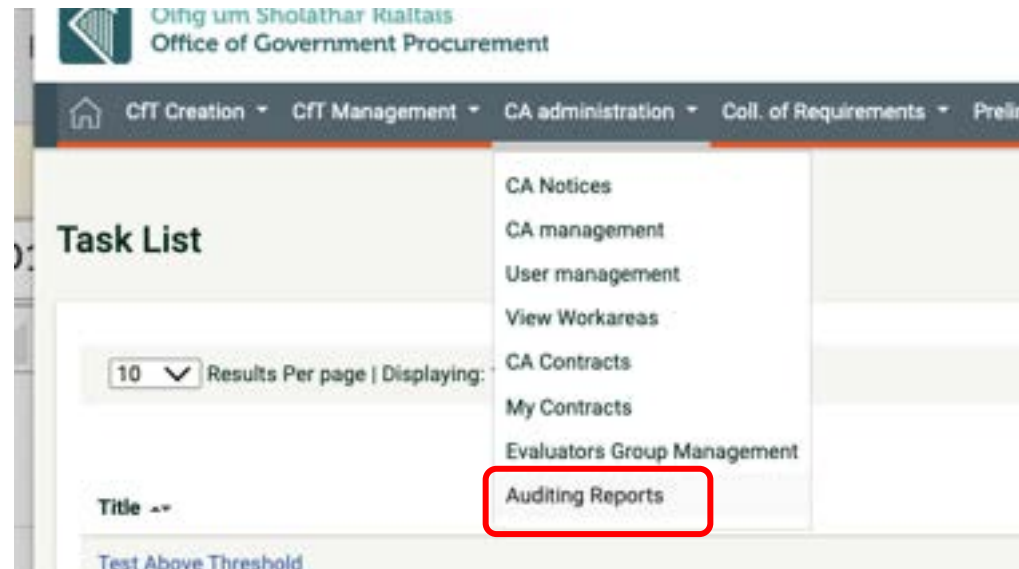 Oifig um Sholáthar Rialtais
Office of Government Procurement
CfT Creation CfT Management CA administration Coll. of Requirements
CA Notices
Task List
CA management
User management
View Workareas
10 Results Per page | Displaying:
CA Contracts
My Contracts
Evaluators Group Management
Auditing Reports
Title
Test Above Threshold